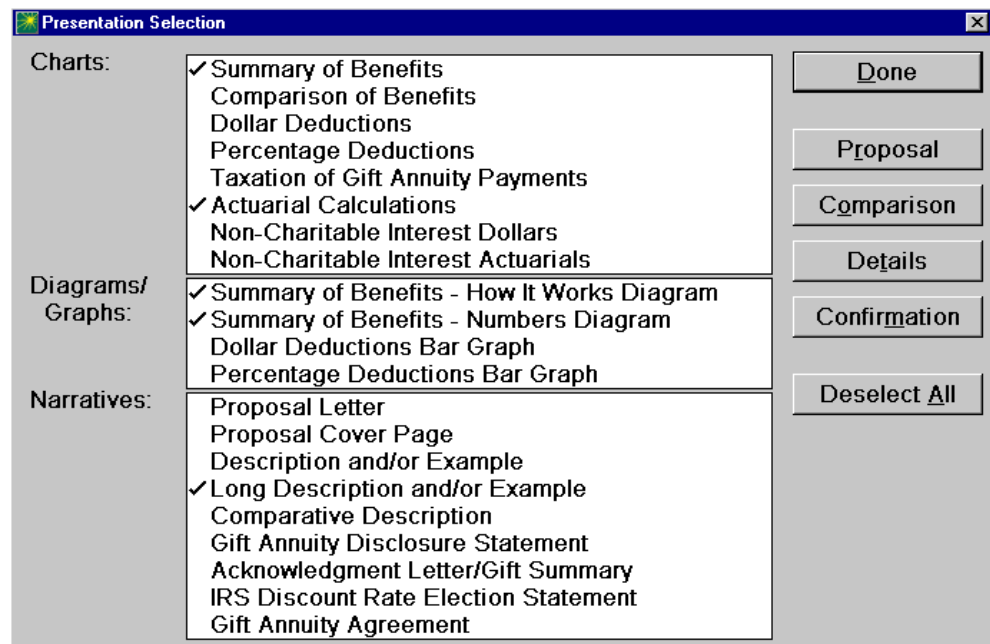 Presentation Selection
Charts:
✓ Summary of Benefits
Comparison of Benefits
Dollar Deductions
Percentage Deductions
Taxation of Gift Annuity Payments
✓ Actuarial Calculations
Non-Charitable Interest Dollars
Non-Charitable Interest Actuarials
Diagrams/
Graphs:
✓ Summary of Benefits - How It Works Diagram
✓ Summary of Benefits - Numbers Diagram
Dollar Deductions Bar Graph
Percentage Deductions Bar Graph
Narratives:
Proposal Letter
Proposal Cover Page
Description and/or Example
✓ Long Description and/or Example
Comparative Description
Gift Annuity Disclosure Statement
Acknowledgment Letter/Gift Summary
IRS Discount Rate Election Statement
Gift Annuity Agreement
Done
Proposal
Comparison
Details
Confirmation
Deselect All